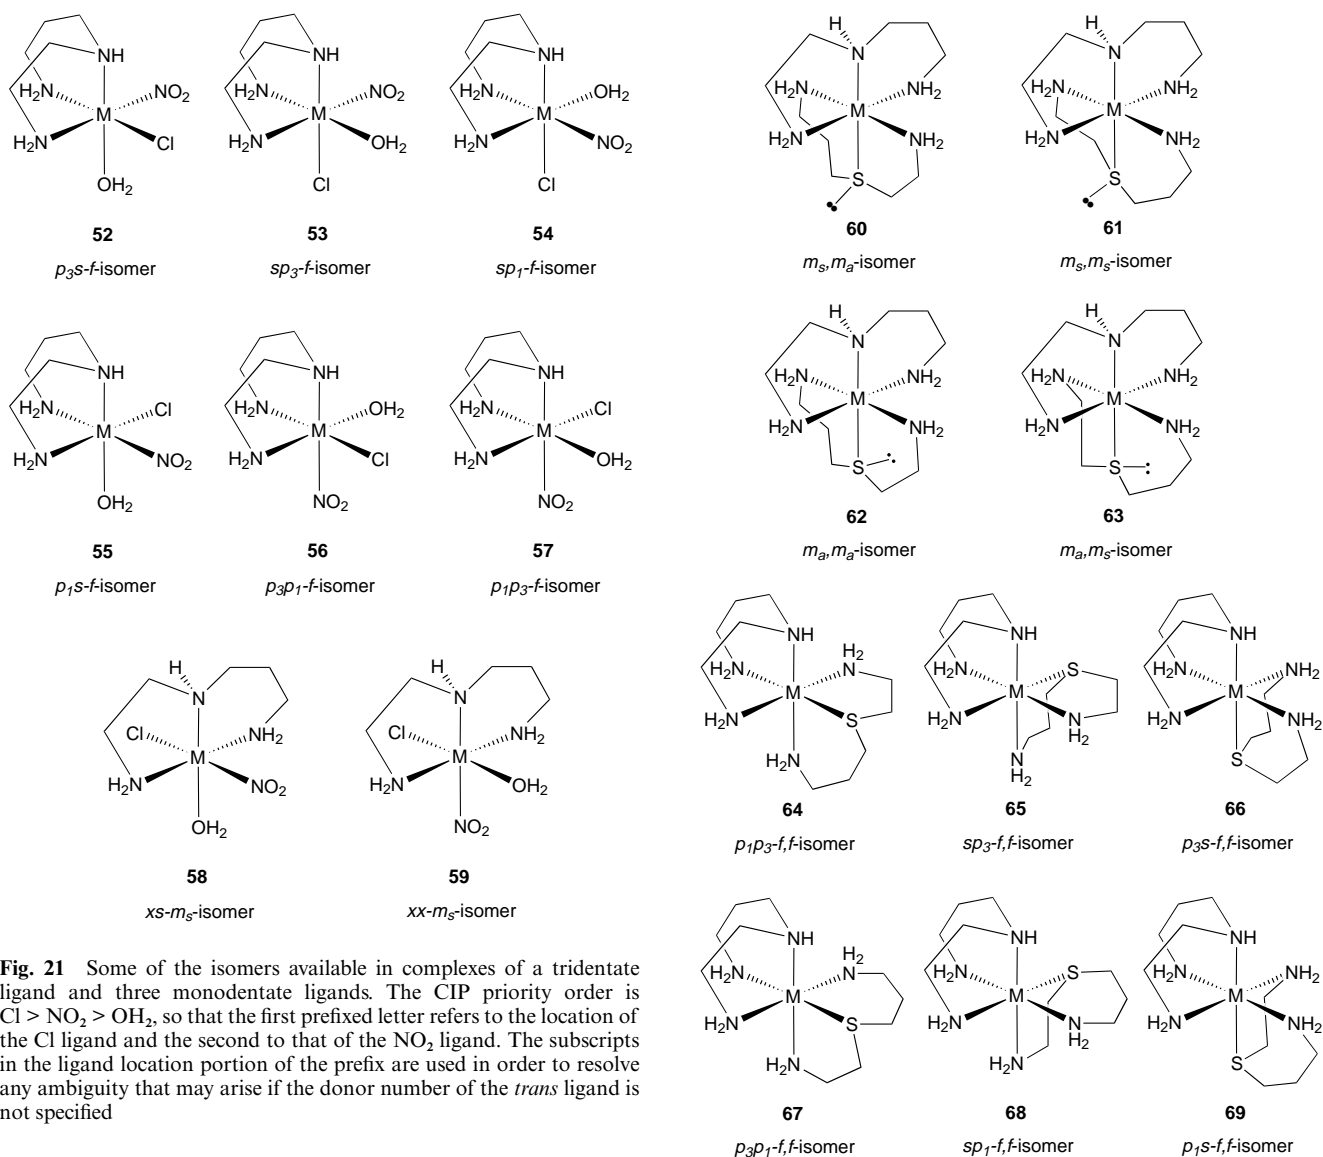 NH
H₂N
NO₂
M
H₂N
Cl
OH₂
52
p₃s-f-isomer
NH
H₂N
NO₂
M
H₂N
OH₂
Cl
53
sp₃-f-isomer
NH
H₂N
OH₂
M
H₂N
NO₂
Cl
54
sp₁-f-isomer
NH
H₂N
Cl
M
H₂N
NO₂
OH₂
55
p₁s-f-isomer
NH
H₂N
OH₂
M
H₂N
Cl
NO₂
56
p₃p₁-f-isomer
NH
H₂N
Cl
M
H₂N
OH₂
NO₂
57
p₁p₃-f-isomer
H
N
Cl
NH₂
M
H₂N
NO₂
OH₂
58
xs-mₛ-isomer
H
N
Cl
NH₂
M
H₂N
OH₂
NO₂
59
xx-mₛ-isomer
Fig. 21 Some of the isomers available in complexes of a tridentate
ligand and three monodentate ligands. The CIP priority order is
Cl > NO₂ > OH₂, so that the first prefixed letter refers to the location of
the Cl ligand and the second to that of the NO₂ ligand. The subscripts
in the ligand location portion of the prefix are used in order to resolve
any ambiguity that may arise if the donor number of the trans ligand is
not specified
H
N
H₂N
NH₂
M
H₂N
NH₂
S
60
mₛ,mₐ-isomer
H
N
H₂N
NH₂
M
H₂N
NH₂
S
61
mₛ,mₛ-isomer
H
N
H₂N
NH₂
M
H₂N
NH₂
S
62
mₐ,mₐ-isomer
H
N
H₂N
NH₂
M
H₂N
NH₂
S
63
mₐ,mₛ-isomer
NH
H₂
N
H₂N
M
H₂N
S
H₂N
64
p₁p₃-f,f-isomer
NH
H₂N
S
M
H₂N
N
H₂
N
H₂
65
sp₃-f,f-isomer
NH
H₂N
NH₂
M
H₂N
NH₂
S
66
p₃s-f,f-isomer
NH
H₂
N
H₂N
M
H₂N
S
H₂N
67
p₃p₁-f,f-isomer
NH
H₂N
S
M
H₂N
N
H₂
H₂N
68
sp₁-f,f-isomer
NH
H₂N
NH₂
M
H₂N
NH₂
S
69
p₁s-f,f-isomer